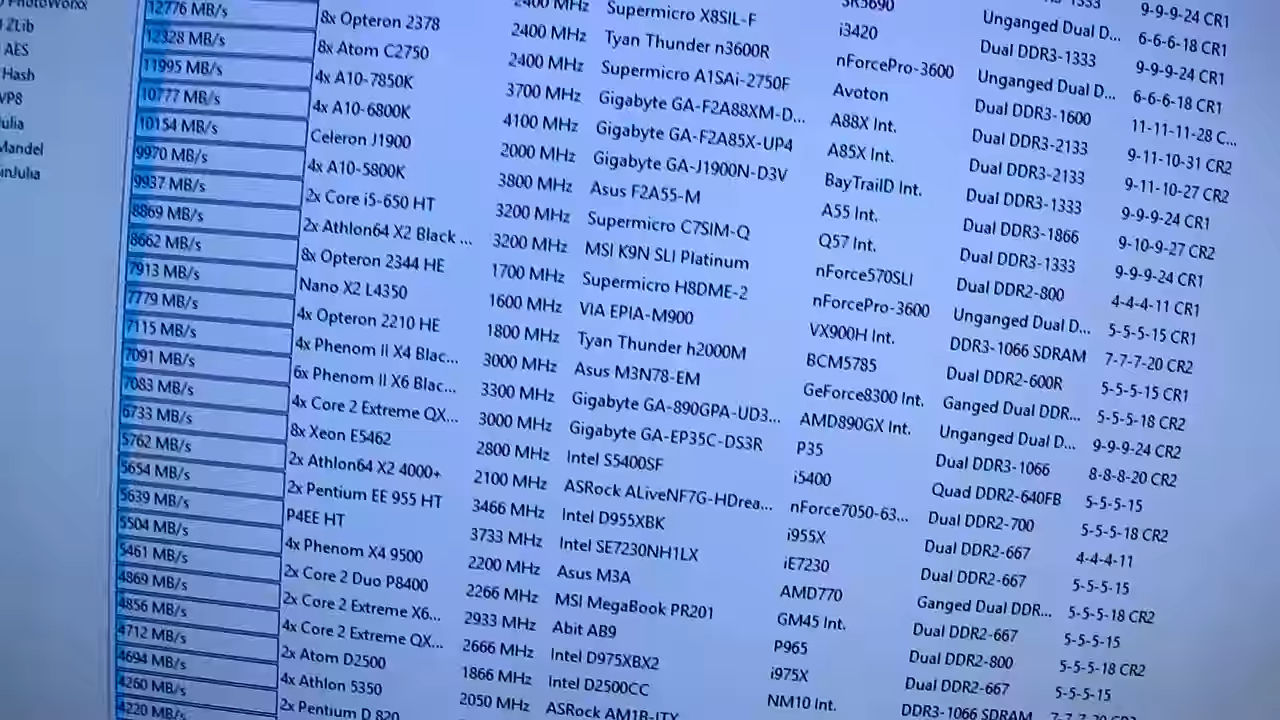 9-9-9-24 CR1
SR5690 Unganged Dual D... 6-6-6-18 CR1
2400 MHz Supermicro X8SIL-F i3420 Dual DDR3-1333 9-9-9-24 CR1
12776 MB/s 8x Opteron 2378 2400 MHz Tyan Thunder n3600R nForcePro-3600 Unganged Dual D... 6-6-6-18 CR1
12328 MB/s 8x Atom C2750 2400 MHz Supermicro A1SAi-2750F Avoton Dual DDR3-1600 11-11-11-28 C...
11995 MB/s 4x A10-7850K 3700 MHz Gigabyte GA-F2A88XM-D... A88X Int. Dual DDR3-2133 9-11-10-31 CR2
10777 MB/s 4x A10-6800K 4100 MHz Gigabyte GA-F2A85X-UP4 A85X Int. Dual DDR3-2133 9-11-10-27 CR2
10154 MB/s Celeron J1900 2000 MHz Gigabyte GA-J1900N-D3V BayTrailD Int. Dual DDR3-1333 9-9-9-24 CR1
9970 MB/s 4x A10-5800K 3800 MHz Asus F2A55-M A55 Int. Dual DDR3-1866 9-10-9-27 CR2
9937 MB/s 2x Core i5-650 HT 3200 MHz Supermicro C7SIM-Q Q57 Int. Dual DDR3-1333 9-9-9-24 CR1
8869 MB/s 2x Athlon64 X2 Black ... 3200 MHz MSI K9N SLI Platinum nForce570SLI Dual DDR2-800 4-4-4-11 CR1
8662 MB/s 8x Opteron 2344 HE 1700 MHz Supermicro H8DME-2 nForcePro-3600 Unganged Dual D... 5-5-5-15 CR1
7913 MB/s Nano X2 L4350 1600 MHz VIA EPIA-M900 VX900H Int. DDR3-1066 SDRAM 7-7-7-20 CR2
7779 MB/s 4x Opteron 2210 HE 1800 MHz Tyan Thunder h2000M BCM5785 Dual DDR2-600R 5-5-5-15 CR1
7115 MB/s 4x Phenom II X4 Blac... 3000 MHz Asus M3N78-EM GeForce8300 Int. Ganged Dual DDR... 5-5-5-18 CR2
7091 MB/s 6x Phenom II X6 Blac... 3300 MHz Gigabyte GA-890GPA-UD3... AMD890GX Int. Unganged Dual D... 9-9-9-24 CR2
7083 MB/s 4x Core 2 Extreme QX... 3000 MHz Gigabyte GA-EP35C-DS3R P35 Dual DDR3-1066 8-8-8-20 CR2
6733 MB/s 8x Xeon E5462 2800 MHz Intel S5400SF i5400 Quad DDR2-640FB 5-5-5-15
5762 MB/s 2x Athlon64 X2 4000+ 2100 MHz ASRock ALiveNF7G-HDrea... nForce7050-63... Dual DDR2-700 5-5-5-18 CR2
5654 MB/s 2x Pentium EE 955 HT 3466 MHz Intel D955XBK i955X Dual DDR2-667 4-4-4-11
5639 MB/s P4EE HT 3733 MHz Intel SE7230NH1LX iE7230 Dual DDR2-667 5-5-5-15
5504 MB/s 4x Phenom X4 9500 2200 MHz Asus M3A AMD770 Ganged Dual DDR... 5-5-5-18 CR2
5461 MB/s 2x Core 2 Duo P8400 2266 MHz MSI MegaBook PR201 GM45 Int. Dual DDR2-667 5-5-5-15
4869 MB/s 2x Core 2 Extreme X6... 2933 MHz Abit AB9 P965 Dual DDR2-800 5-5-5-18 CR2
4856 MB/s 4x Core 2 Extreme QX... 2666 MHz Intel D975XBX2 i975X Dual DDR2-667 5-5-5-15
4712 MB/s 2x Atom D2500 1866 MHz Intel D2500CC NM10 Int. DDR3-1066 SDRAM 7-7-7-20 CR2
4694 MB/s 4x Athlon 5350 2050 MHz ASRock AM1B-ITX
4260 MB/s 2x Pentium D 820
4220 MB/s
PhotoWorxx
ZLib
AES
Hash
VP8
Julia
Mandel
SinJulia